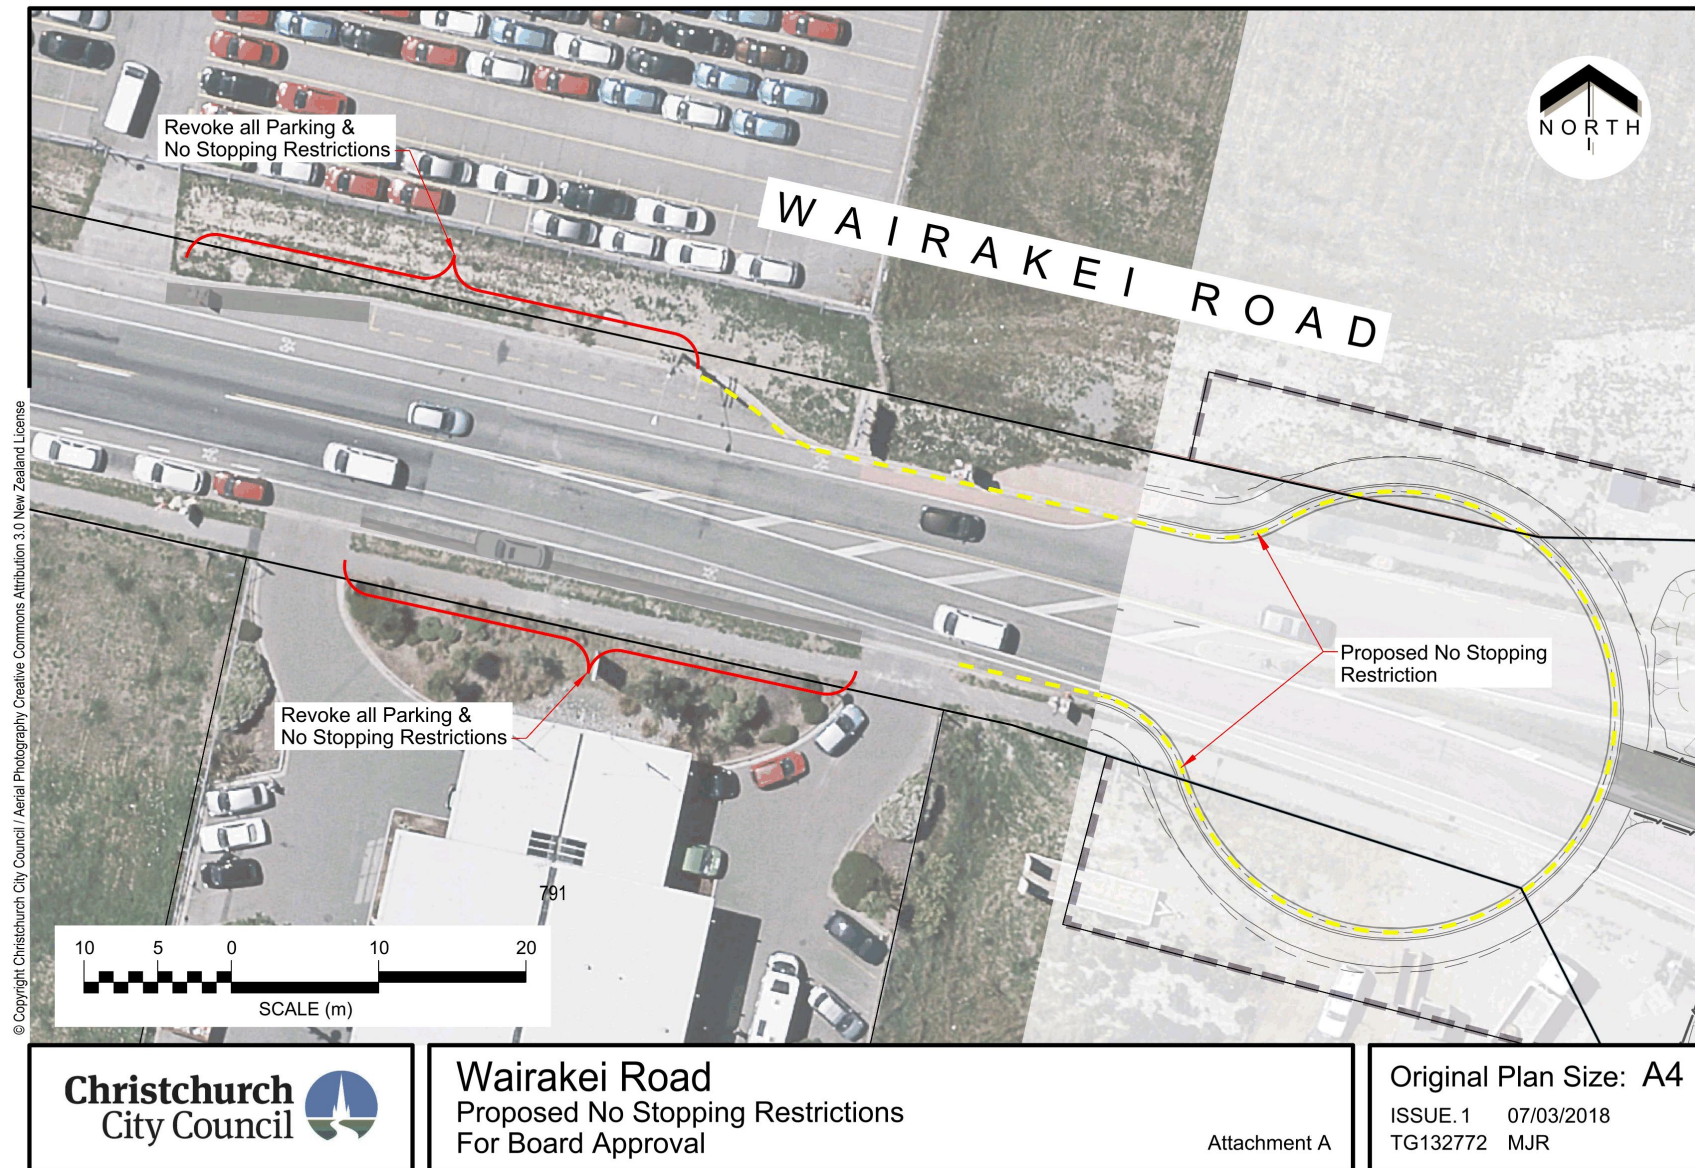 © Copyright Christchurch City Council / Aerial Photography Creative Commons Attribution 3.0 New Zealand License
Revoke all Parking &
No Stopping Restrictions
NORTH
WAIRAKEI ROAD
Proposed No Stopping
Restriction
Revoke all Parking &
No Stopping Restrictions
791
10 5 0 10 20
SCALE (m)
Christchurch
City Council
Wairakei Road
Proposed No Stopping Restrictions
For Board Approval
Attachment A
Original Plan Size: A4
ISSUE. 1 07/03/2018
TG132772 MJR